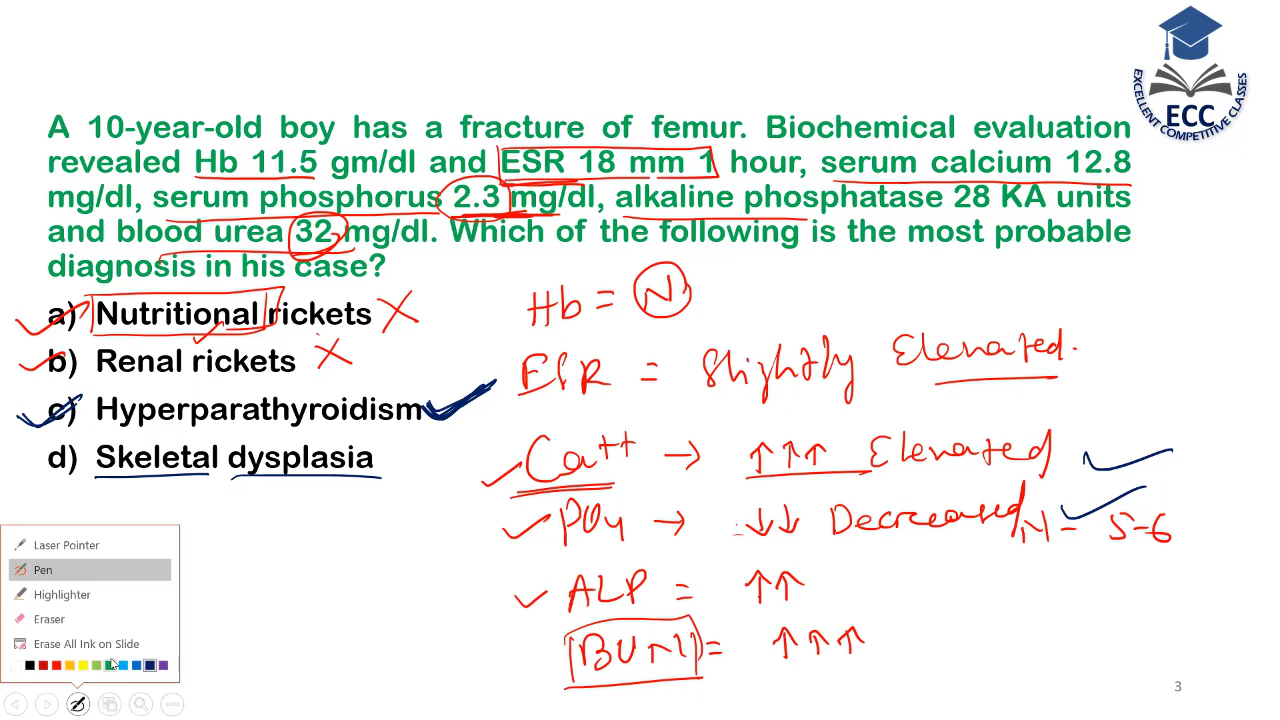 EXCELLENT COMPETITIVE CLASSES
ECC
A 10-year-old boy has a fracture of femur. Biochemical evaluation
revealed Hb 11.5 gm/dl and ESR 18 mm 1 hour, serum calcium 12.8
mg/dl, serum phosphorus 2.3 mg/dl, alkaline phosphatase 28 KA units
and blood urea 32 mg/dl. Which of the following is the most probable
diagnosis in his case?
a) Nutritional rickets
b) Renal rickets
c) Hyperparathyroidism
d) Skeletal dysplasia
Hb = N
ESR = Slightly Elevated.
Ca++ → ↑↑↑ Elevated
PO4 → ↓↓ Decreased N = 5-6
ALP = ↑↑
BUN = ↑↑↑
Laser Pointer
Pen
Highlighter
Eraser
Erase All Ink on Slide
3